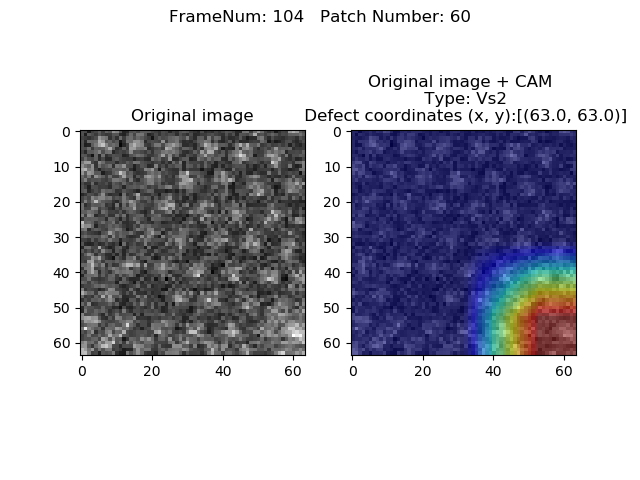 FrameNum: 104   Patch Number: 60
Original image
0
10
20
30
40
50
60
0 20 40 60
Original image + CAM
Type: Vs2
Defect coordinates (x, y):[(63.0, 63.0)]
0
10
20
30
40
50
60
0 20 40 60